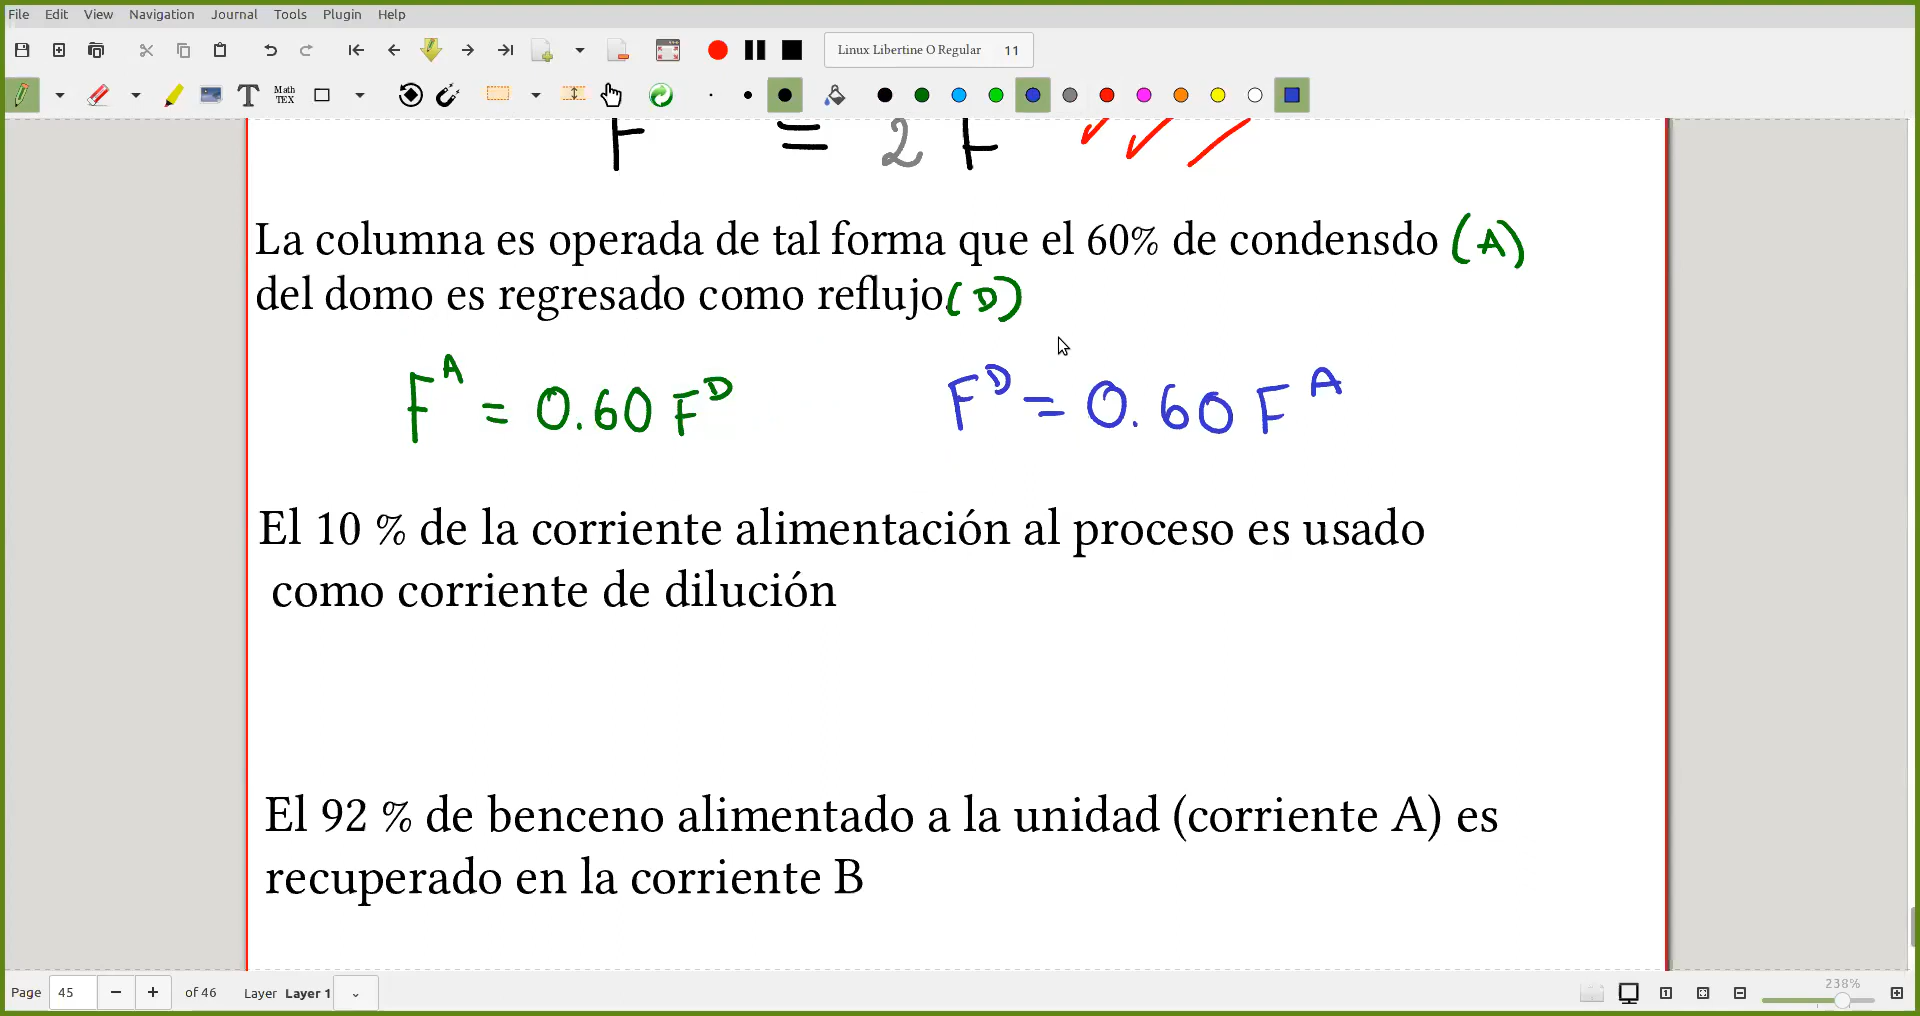 File Edit View Navigation Journal Tools Plugin Help
Linux Libertine O Regular 11
T Math TEX
F = 2 F
La columna es operada de tal forma que el 60% de condensdo (A)
del domo es regresado como reflujo (D)
F^A = 0.60 F^D F^D = 0.60 F^A
El 10 % de la corriente alimentación al proceso es usado
como corriente de dilución
El 92 % de benceno alimentado a la unidad (corriente A) es
recuperado en la corriente B
Page 45 − + of 46 Layer Layer 1 238%